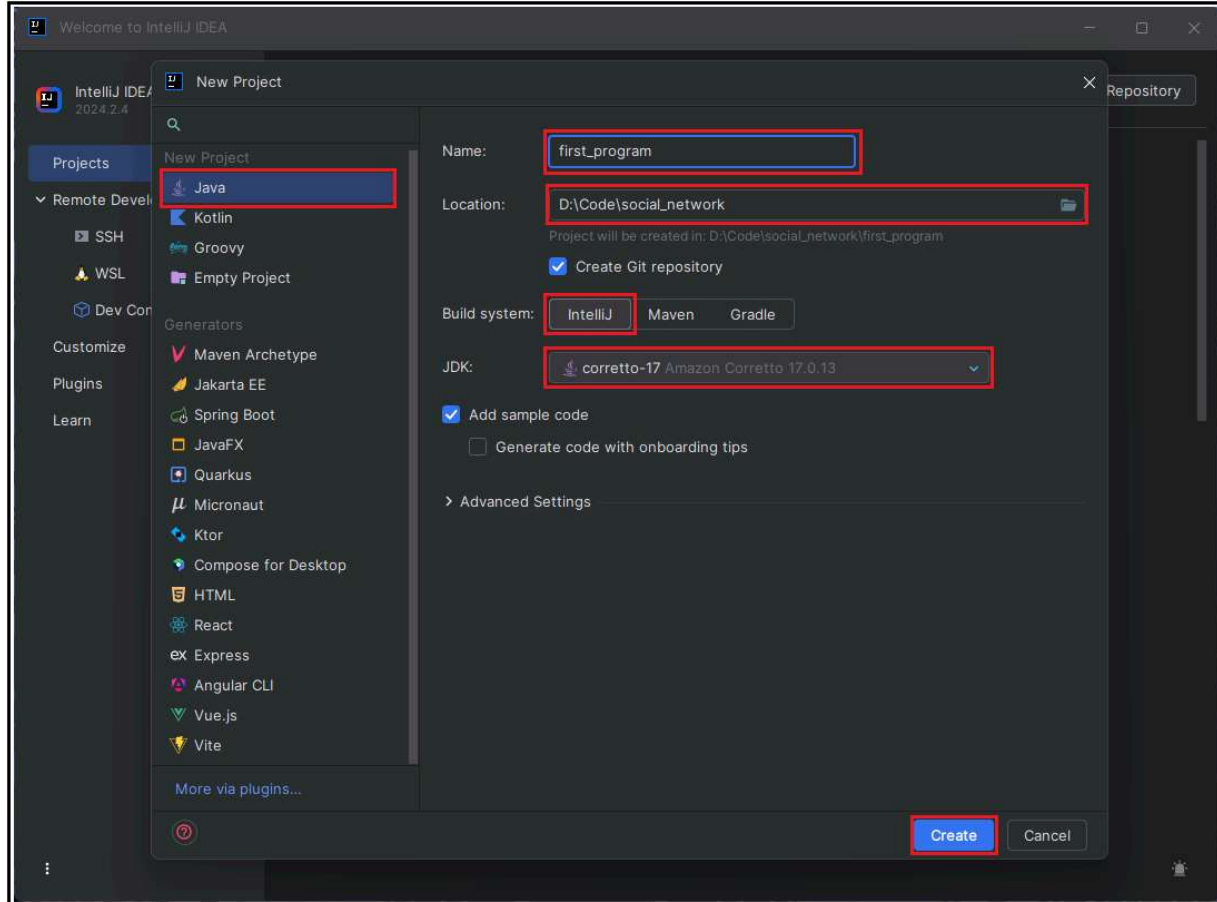 Welcome to IntelliJ IDEA
IntelliJ IDEA
2024.2.4
Projects
Remote Devel
SSH
WSL
Dev Con
Customize
Plugins
Learn
Repository
New Project
New Project
Java
Kotlin
Groovy
Empty Project
Generators
Maven Archetype
Jakarta EE
Spring Boot
JavaFX
Quarkus
Micronaut
Ktor
Compose for Desktop
HTML
React
ex Express
Angular CLI
Vue.js
Vite
More via plugins...
Name: first_program
Location: D:\Code\social_network
Project will be created in: D:\Code\social_network\first_program
Create Git repository
Build system: IntelliJ Maven Gradle
JDK: corretto-17 Amazon Corretto 17.0.13
Add sample code
Generate code with onboarding tips
Advanced Settings
Create Cancel